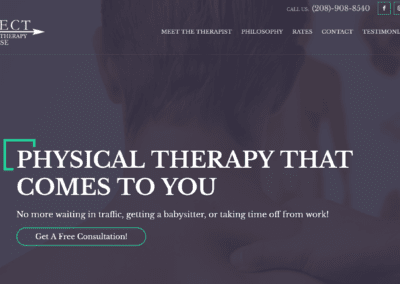 CALL US: (208)-908-8540
ECT
THERAPY
SE
MEET THE THERAPIST PHILOSOPHY RATES CONTACT TESTIMONI
PHYSICAL THERAPY THAT
COMES TO YOU
No more waiting in traffic, getting a babysitter, or taking time off from work!
Get A Free Consultation!